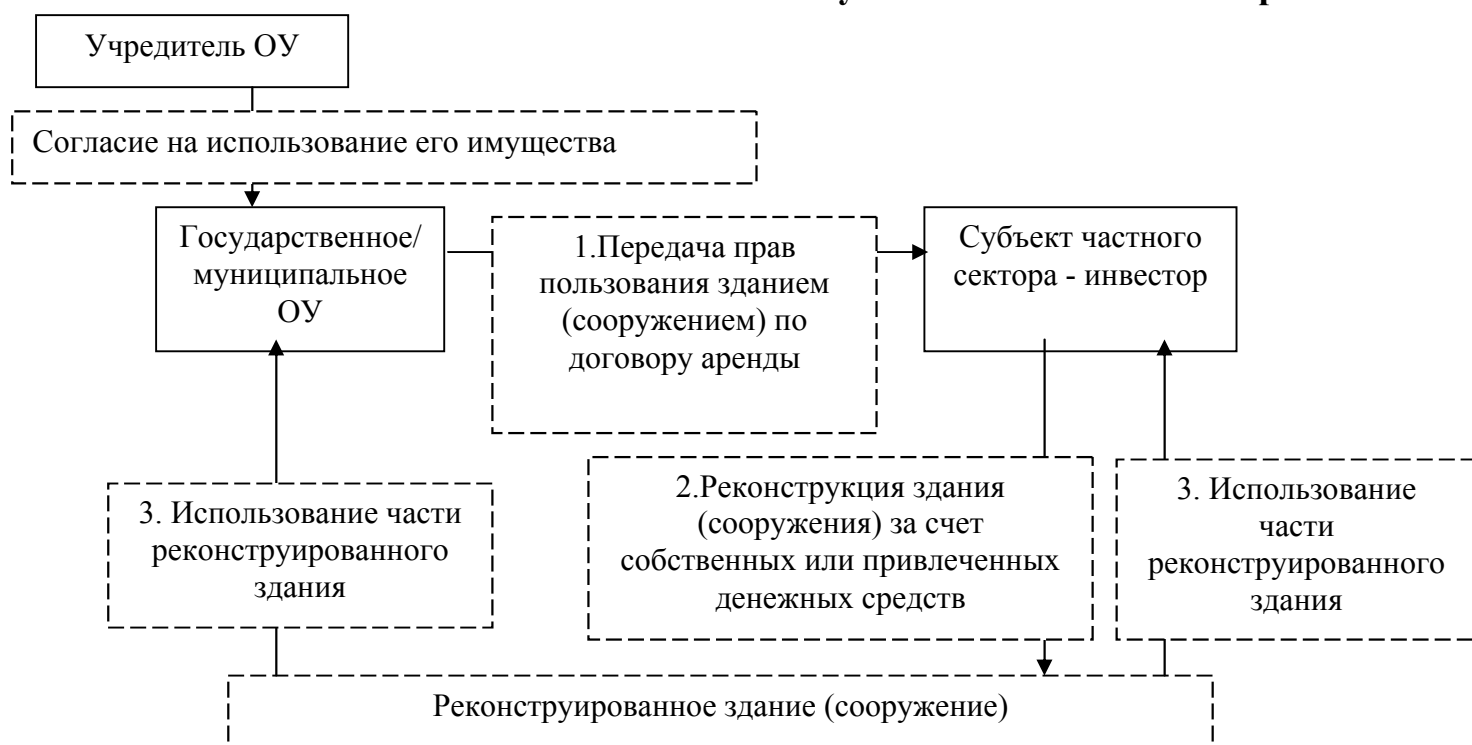 Учредитель ОУ
Согласие на использование его имущества
Государственное/
муниципальное
ОУ
1.Передача прав
пользования зданием
(сооружением) по
договору аренды
Субъект частного
сектора - инвестор
3. Использование части
реконструированного
здания
2.Реконструкция здания
(сооружения) за счет
собственных или привлеченных
денежных средств
3. Использование
части
реконструированного
здания
Реконструированное здание (сооружение)